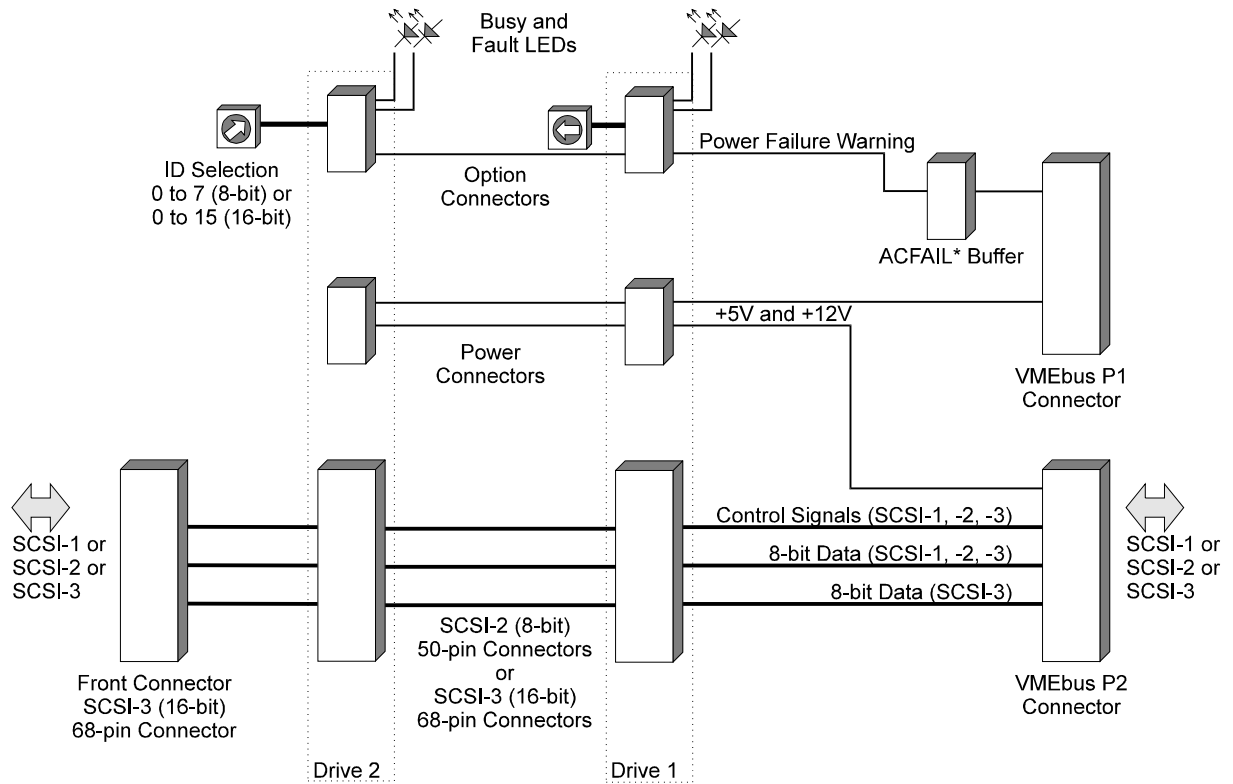 Busy and
Fault LEDs
ID Selection
0 to 7 (8-bit) or
0 to 15 (16-bit)
Option
Connectors
Power Failure Warning
ACFAIL* Buffer
+5V and +12V
Power
Connectors
VMEbus P1
Connector
SCSI-1 or
SCSI-2 or
SCSI-3
Control Signals (SCSI-1, -2, -3)
8-bit Data (SCSI-1, -2, -3)
8-bit Data (SCSI-3)
SCSI-1 or
SCSI-2 or
SCSI-3
Front Connector
SCSI-3 (16-bit)
68-pin Connector
SCSI-2 (8-bit)
50-pin Connectors
or
SCSI-3 (16-bit)
68-pin Connectors
VMEbus P2
Connector
Drive 2
Drive 1